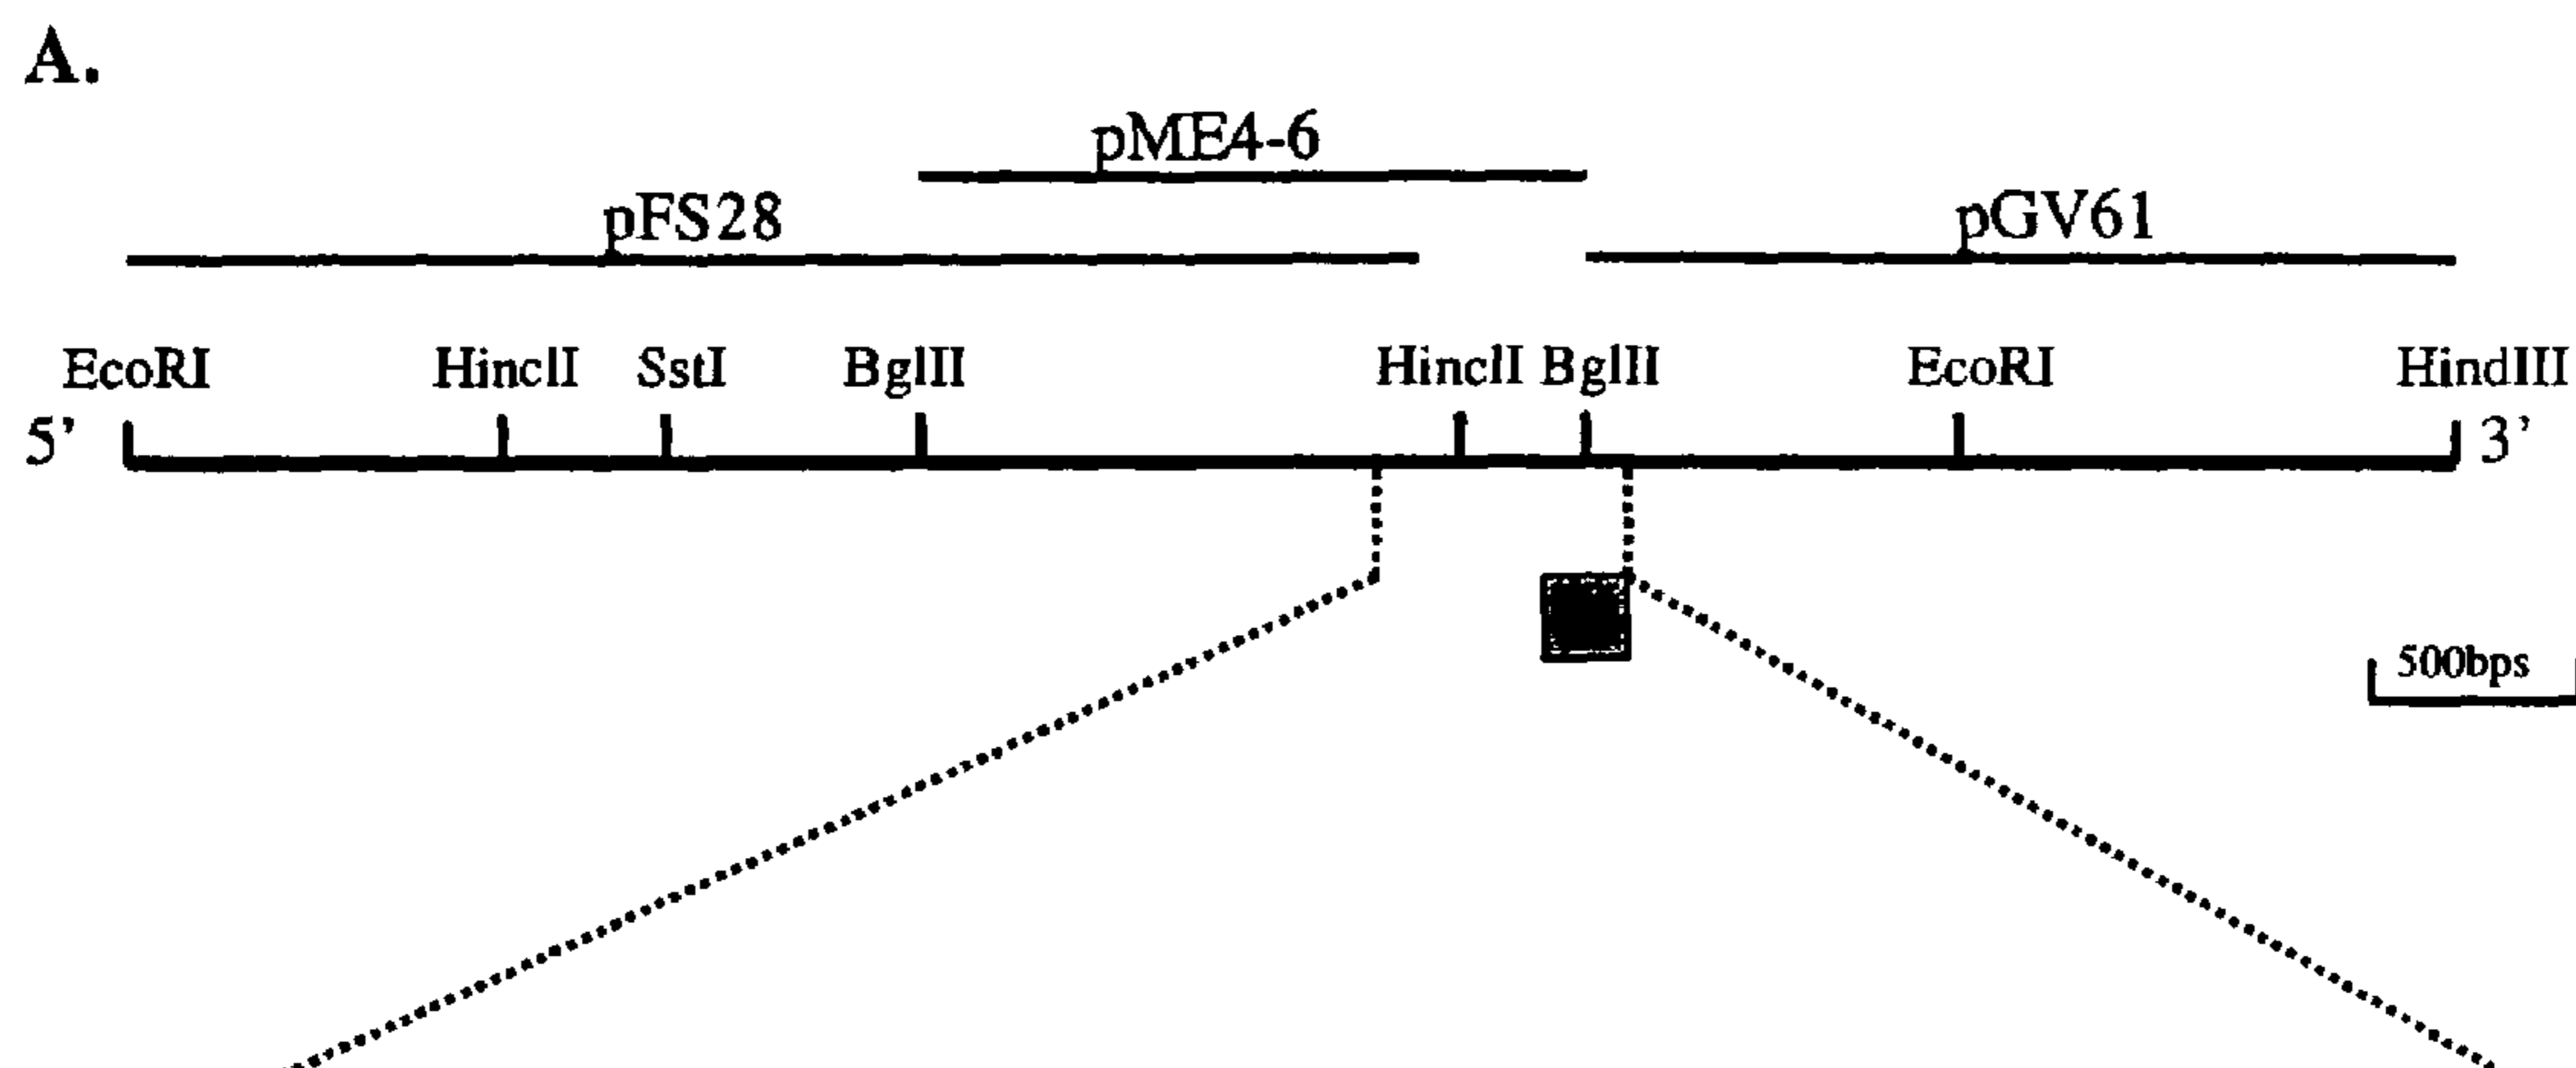 A.
pME4-6
pFS28
pGV61
EcoRI HincII SstI BglII HincII BglII EcoRI HindIII
5' 3'
500bps